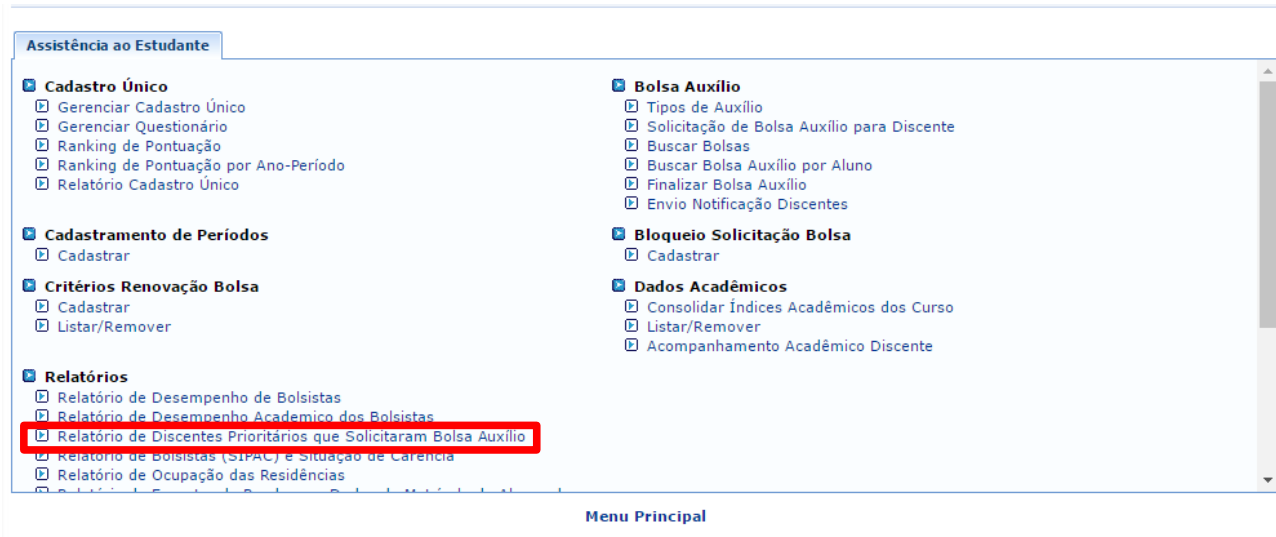 Assistência ao Estudante
Cadastro Único
Gerenciar Cadastro Único
Gerenciar Questionário
Ranking de Pontuação
Ranking de Pontuação por Ano-Período
Relatório Cadastro Único
Bolsa Auxílio
Tipos de Auxílio
Solicitação de Bolsa Auxílio para Discente
Buscar Bolsas
Buscar Bolsa Auxílio por Aluno
Finalizar Bolsa Auxílio
Envio Notificação Discentes
Cadastramento de Períodos
Cadastrar
Bloqueio Solicitação Bolsa
Cadastrar
Critérios Renovação Bolsa
Cadastrar
Listar/Remover
Dados Acadêmicos
Consolidar Índices Acadêmicos dos Curso
Listar/Remover
Acompanhamento Acadêmico Discente
Relatórios
Relatório de Desempenho de Bolsistas
Relatório de Desempenho Academico dos Bolsistas
Relatório de Discentes Prioritários que Solicitaram Bolsa Auxílio
Relatório de Bolsistas (SIPAC) e Situação de Carência
Relatório de Ocupação das Residências
Menu Principal